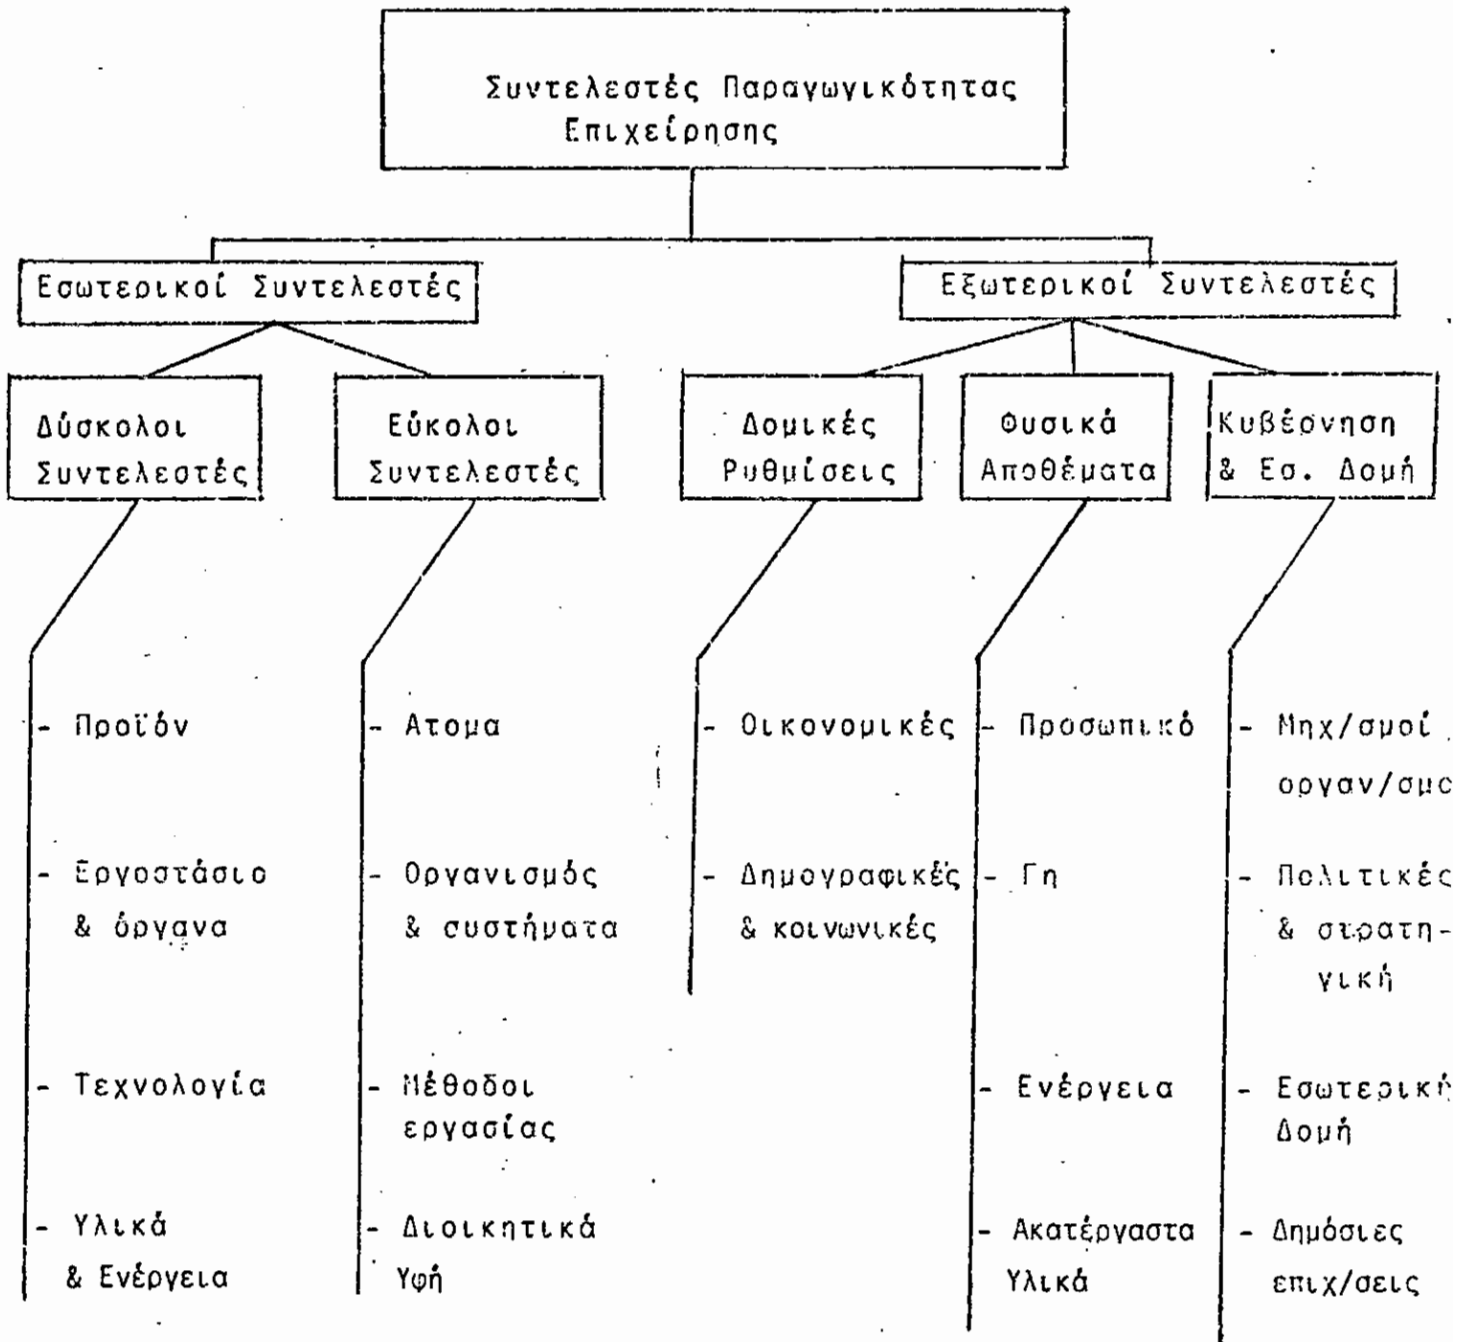 Συντελεστές Παραγωγικότητας
Επιχείρησης
Εσωτερικοί Συντελεστές
Εξωτερικοί Συντελεστές
Δύσκολοι
Συντελεστές
Εύκολοι
Συντελεστές
Δομικές
Ρυθμίσεις
Φυσικά
Αποθέματα
Κυβέρνηση
& Εσ. Δομή
- Προϊόν
- Εργοστάσιο
& όργανα
- Τεχνολογία
- Υλικά
& Ενέργεια
- Ατομα
- Οργανισμός
& συστήματα
- Μέθοδοι
εργασίας
- Διοικητικά
Υφή
- Οικονομικές
- Δημογραφικές
& κοινωνικές
- Προσωπικό
- Γη
- Ενέργεια
- Ακατέργαστα
Υλικά
- Μηχ/σμοί
οργαν/σμο
- Πολιτικές
& στρατη-
γική
- Εσωτερική
Δομή
- Δημόσιες
επιχ/σεις